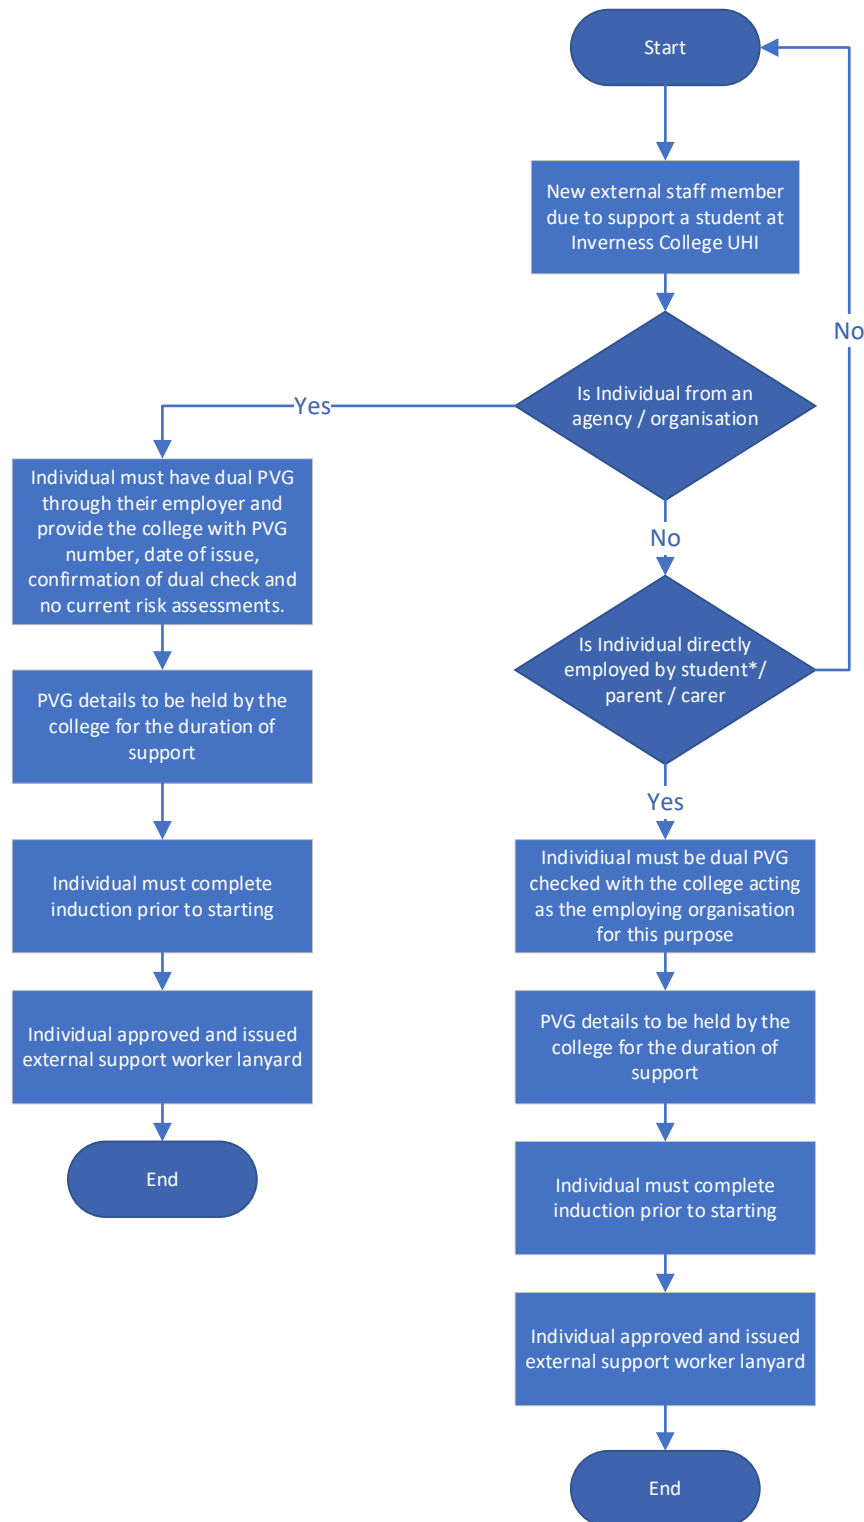 Start
New external staff member
due to support a student at
Inverness College UHI
Is Individual from an
agency / organisation
Yes
No
No
Individual must have dual PVG
through their employer and
provide the college with PVG
number, date of issue,
confirmation of dual check and
no current risk assessments.
PVG details to be held by the
college for the duration of
support
Individual must complete
induction prior to starting
Individual approved and issued
external support worker lanyard
End
Is Individual directly
employed by student*/
parent / carer
Yes
Individiual must be dual PVG
checked with the college acting
as the employing organisation
for this purpose
PVG details to be held by the
college for the duration of
support
Individual must complete
induction prior to starting
Individual approved and issued
external support worker lanyard
End